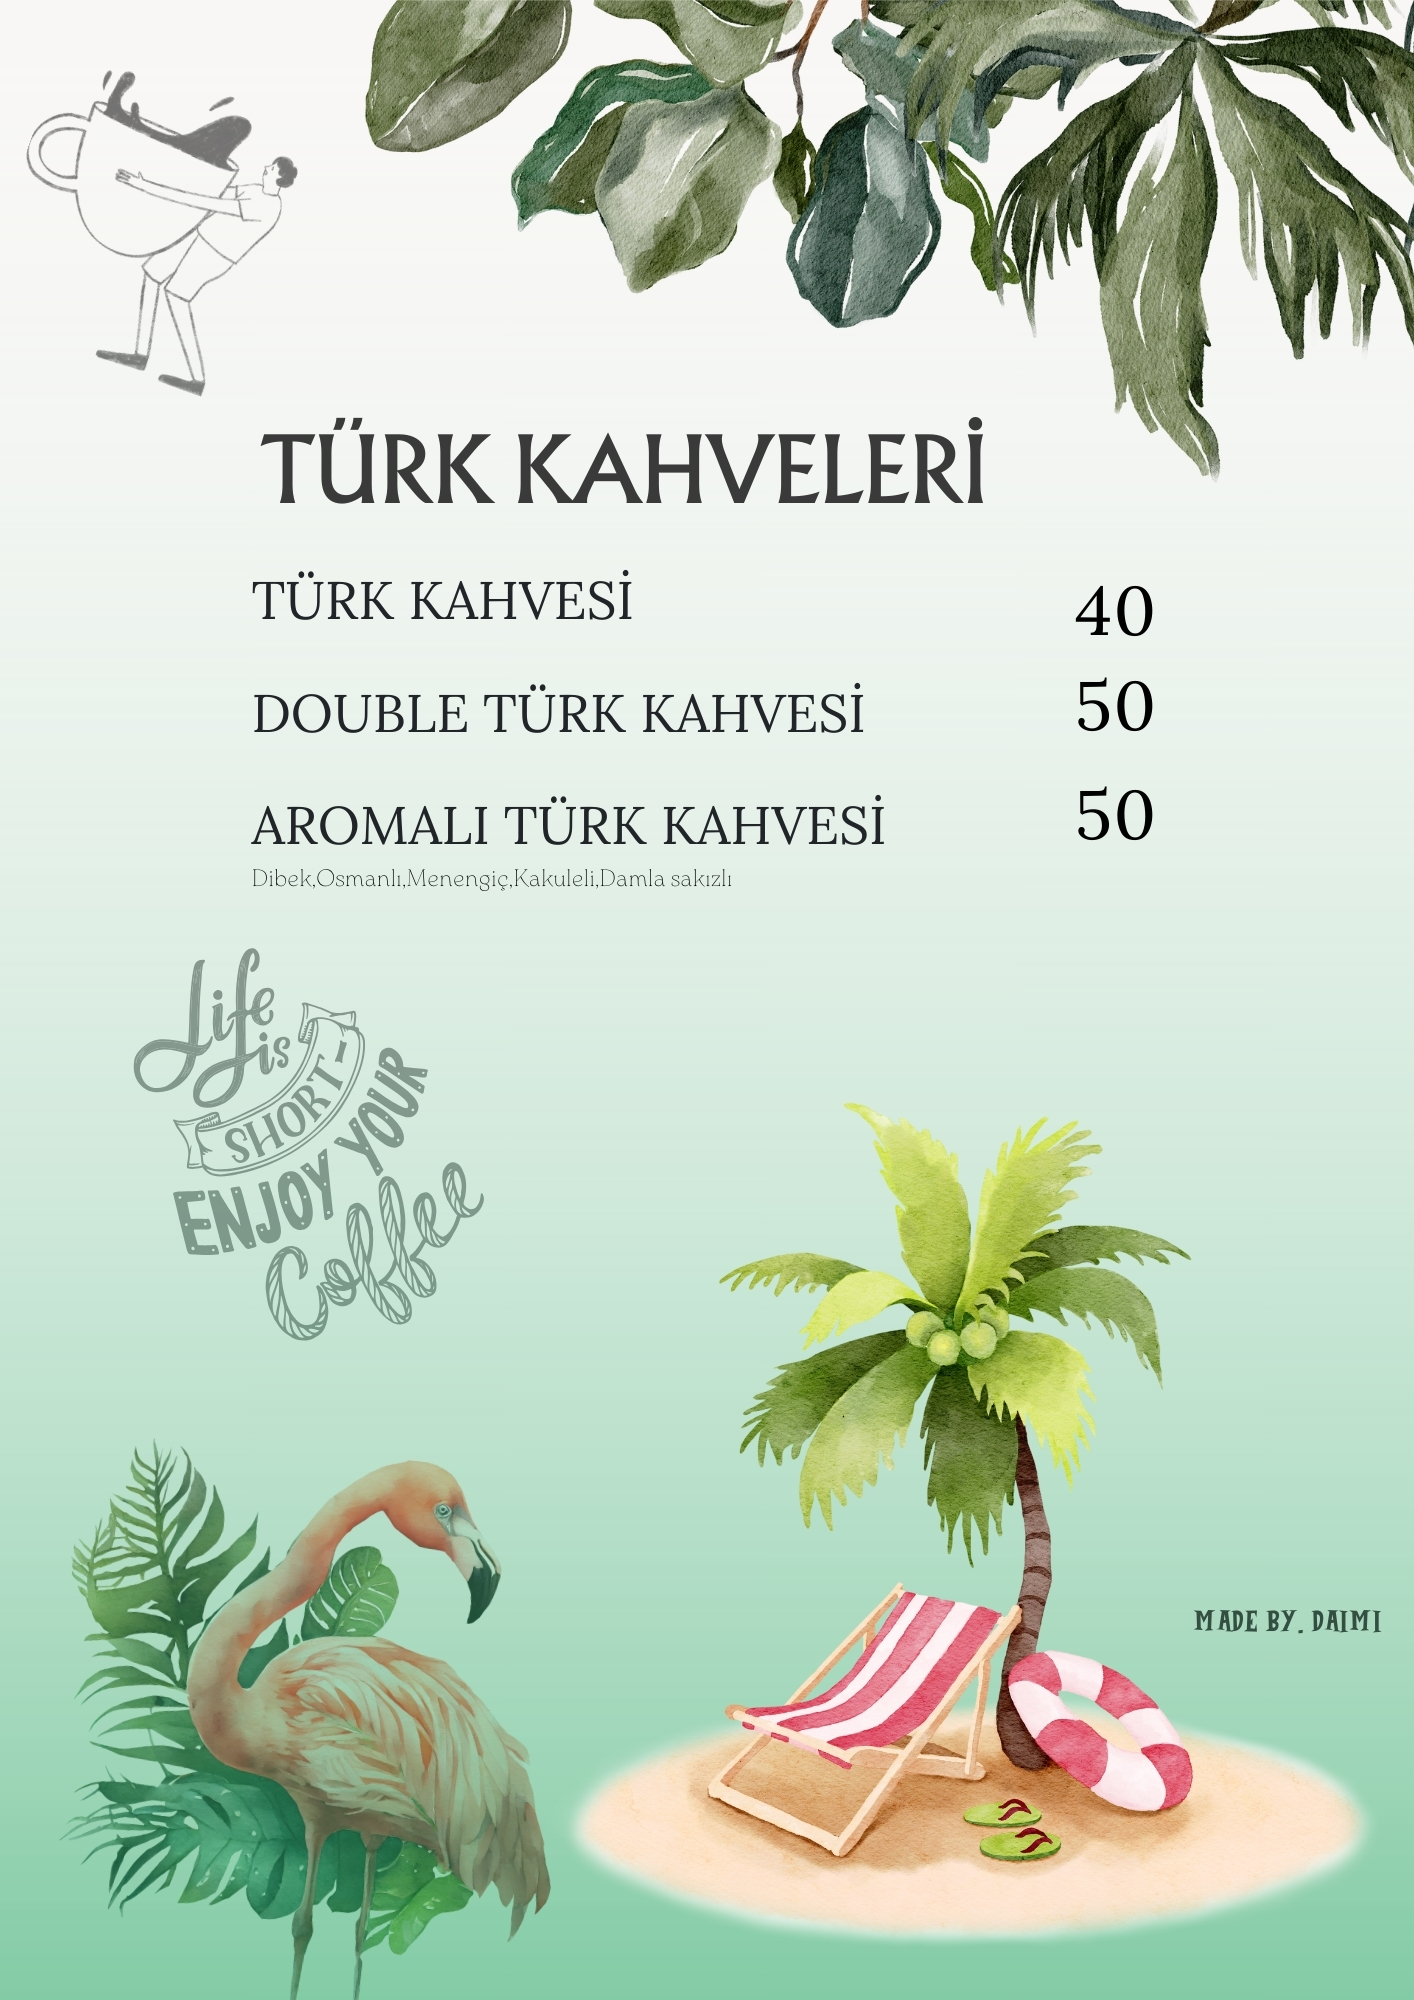 TÜRK KAHVELERİ
TÜRK KAHVESİ 40
DOUBLE TÜRK KAHVESİ 50
AROMALI TÜRK KAHVESİ 50
Dibek,Osmanlı,Menengiç,Kakuleli,Damla sakızlı
Life
is
SHORT-
ENJOY YOUR
Coffee
MADE BY. DAIMI